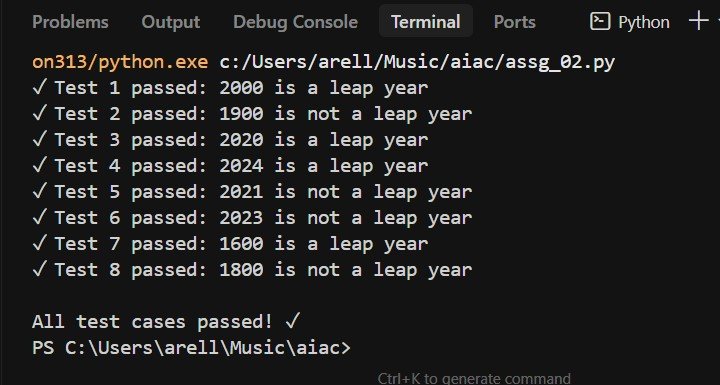 Problems Output Debug Console Terminal Ports Python
on313/python.exe c:/Users/arell/Music/aiac/assg_02.py
✓ Test 1 passed: 2000 is a leap year
✓ Test 2 passed: 1900 is not a leap year
✓ Test 3 passed: 2020 is a leap year
✓ Test 4 passed: 2024 is a leap year
✓ Test 5 passed: 2021 is not a leap year
✓ Test 6 passed: 2023 is not a leap year
✓ Test 7 passed: 1600 is a leap year
✓ Test 8 passed: 1800 is not a leap year
All test cases passed! ✓
PS C:\Users\arell\Music\aiac>
Ctrl+K to generate command